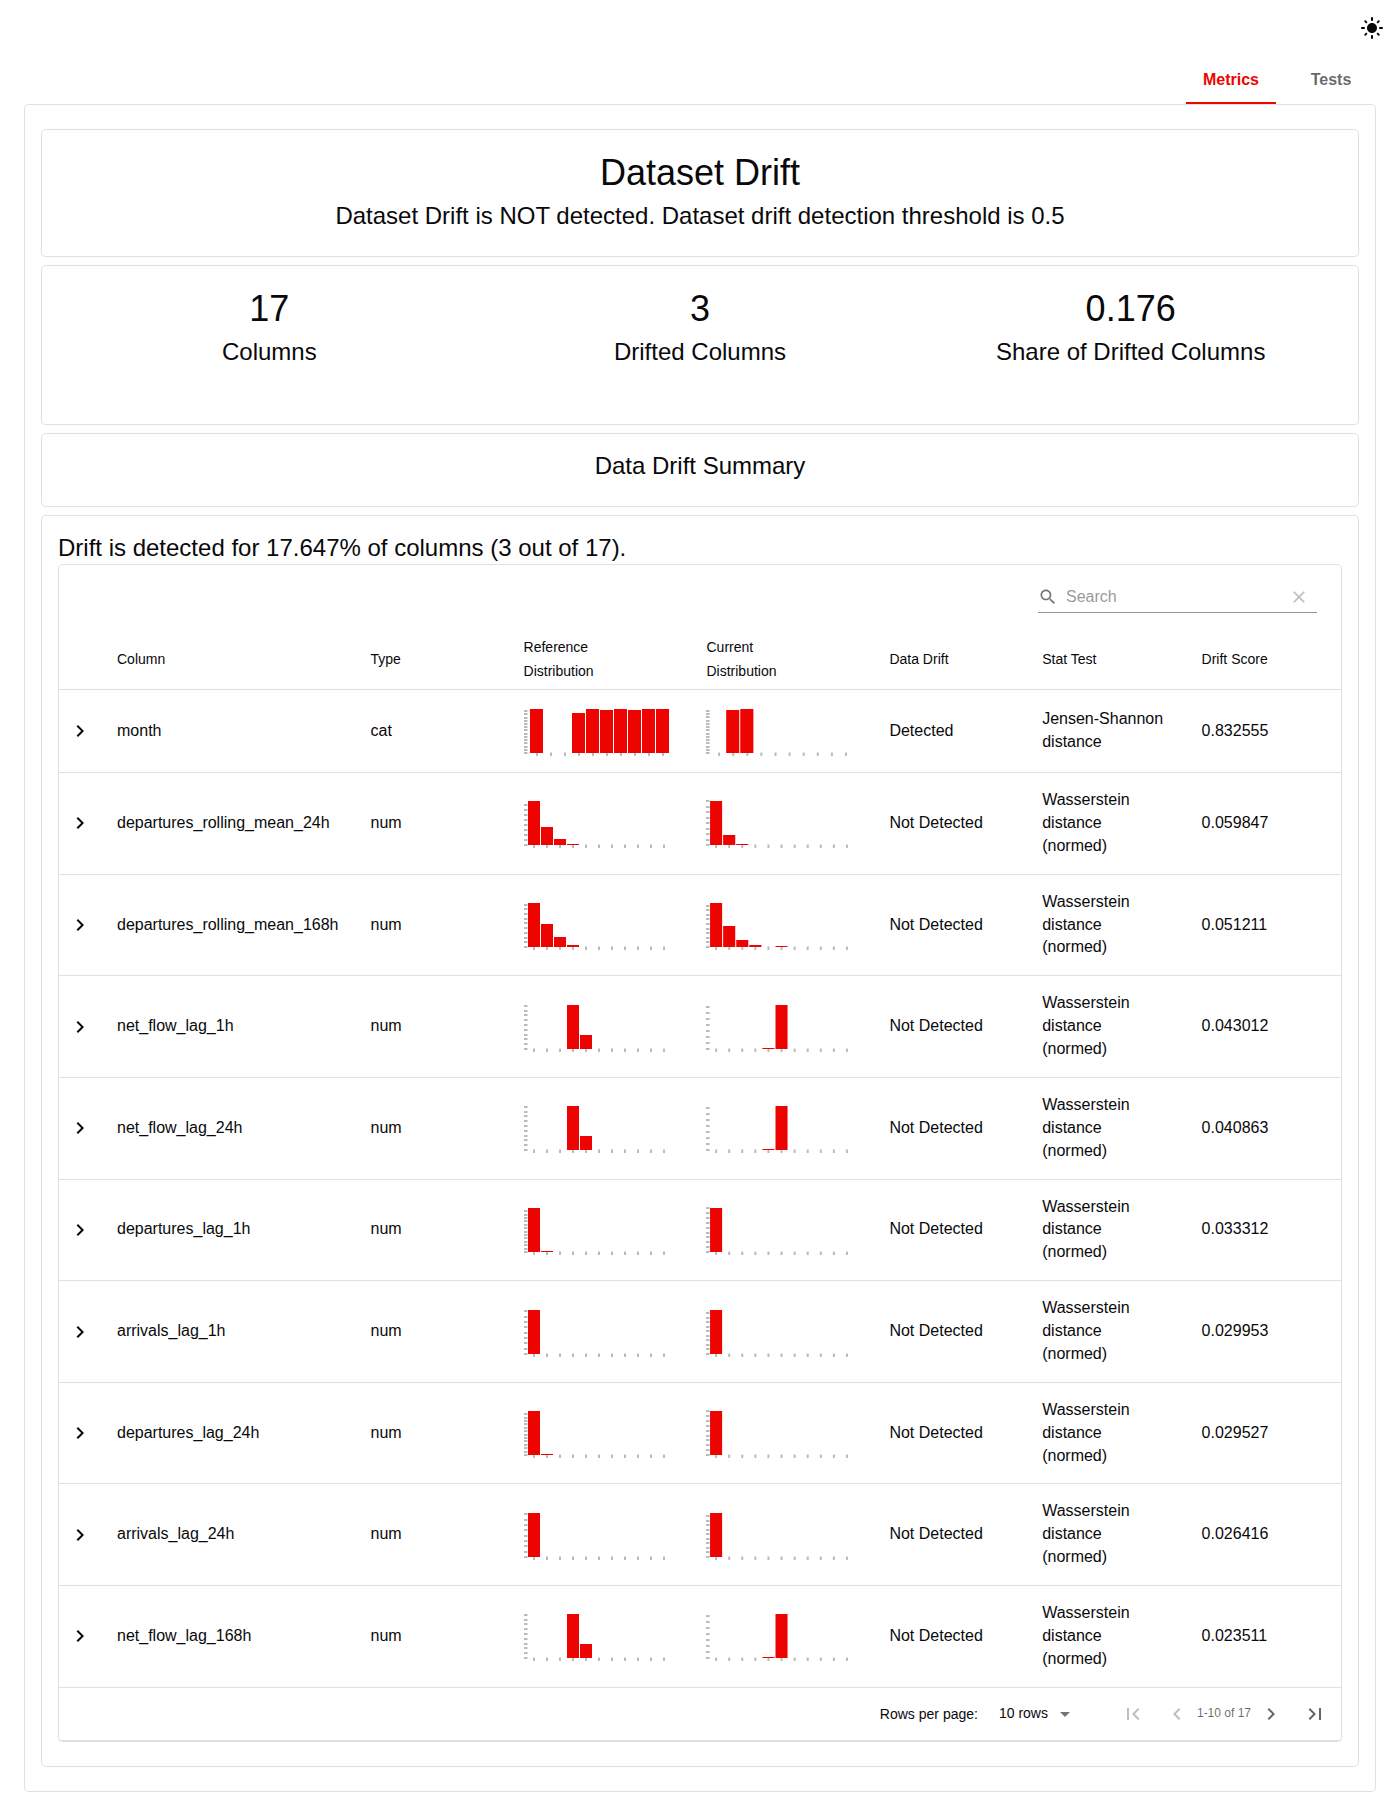 Metrics
Tests
Dataset Drift
Dataset Drift is NOT detected. Dataset drift detection threshold is 0.5
17
Columns
3
Drifted Columns
0.176
Share of Drifted Columns
Data Drift Summary
Drift is detected for 17.647% of columns (3 out of 17).
Search
Column
Type
Reference
Distribution
Current
Distribution
Data Drift
Stat Test
Drift Score
month
cat
Detected
Jensen-Shannon
distance
0.832555
departures_rolling_mean_24h
num
Not Detected
Wasserstein
distance
(normed)
0.059847
departures_rolling_mean_168h
num
Not Detected
Wasserstein
distance
(normed)
0.051211
net_flow_lag_1h
num
Not Detected
Wasserstein
distance
(normed)
0.043012
net_flow_lag_24h
num
Not Detected
Wasserstein
distance
(normed)
0.040863
departures_lag_1h
num
Not Detected
Wasserstein
distance
(normed)
0.033312
arrivals_lag_1h
num
Not Detected
Wasserstein
distance
(normed)
0.029953
departures_lag_24h
num
Not Detected
Wasserstein
distance
(normed)
0.029527
arrivals_lag_24h
num
Not Detected
Wasserstein
distance
(normed)
0.026416
net_flow_lag_168h
num
Not Detected
Wasserstein
distance
(normed)
0.023511
Rows per page:
10 rows
1-10 of 17